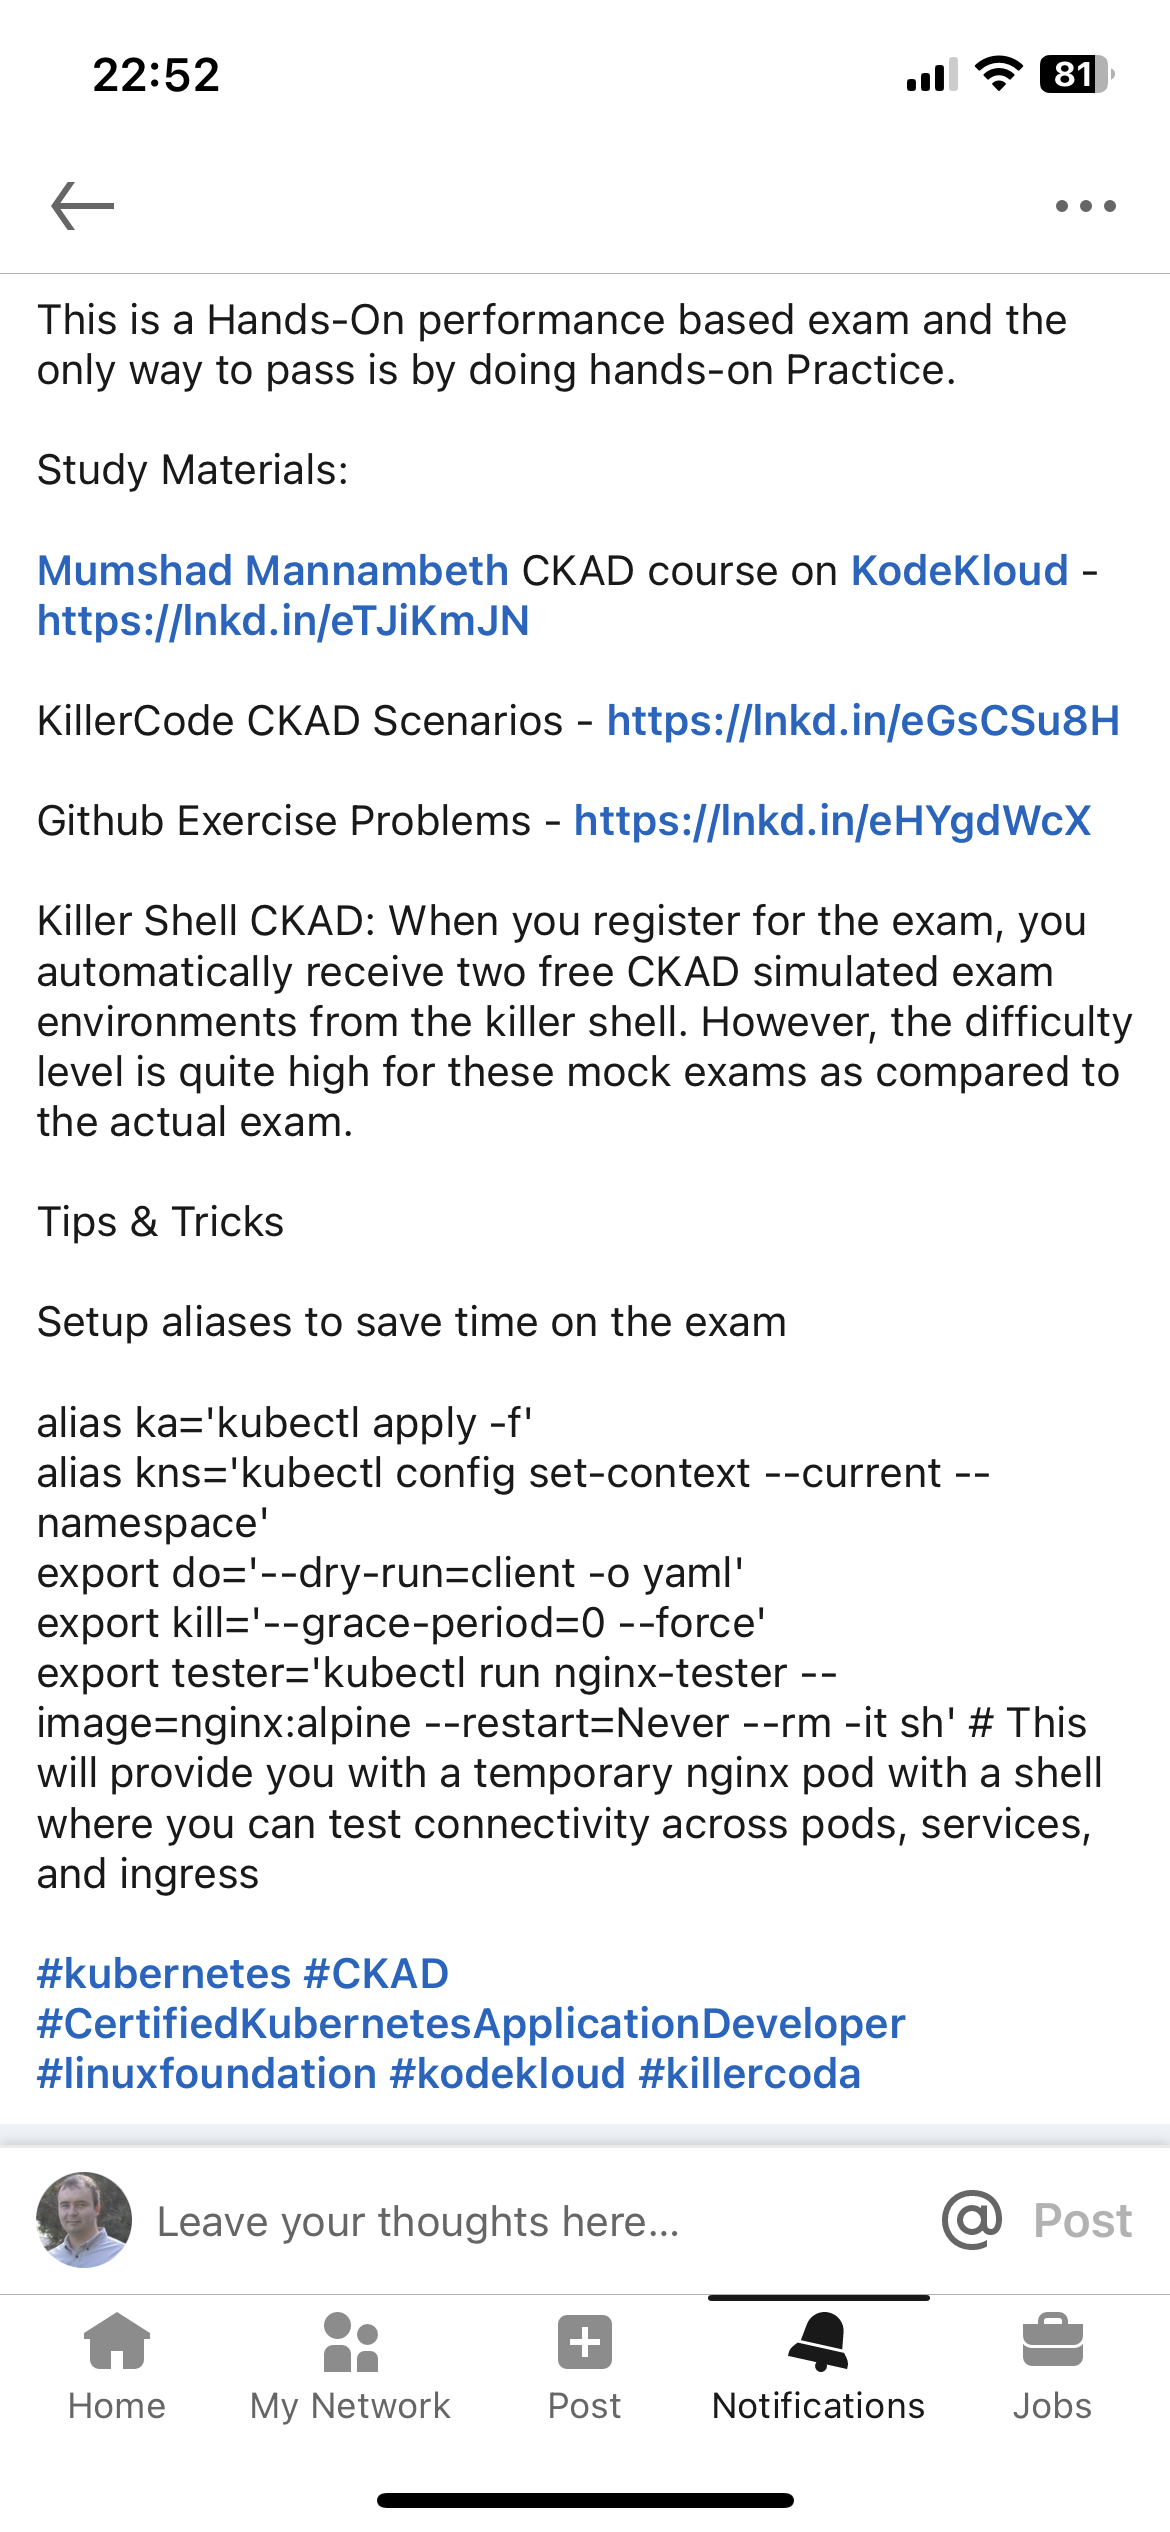 22:52
81
This is a Hands-On performance based exam and the
only way to pass is by doing hands-on Practice.
Study Materials:
Mumshad Mannambeth CKAD course on KodeKloud -
https://lnkd.in/eTJiKmJN
KillerCode CKAD Scenarios - https://lnkd.in/eGsCSu8H
Github Exercise Problems - https://lnkd.in/eHYgdWcX
Killer Shell CKAD: When you register for the exam, you
automatically receive two free CKAD simulated exam
environments from the killer shell. However, the difficulty
level is quite high for these mock exams as compared to
the actual exam.
Tips & Tricks
Setup aliases to save time on the exam
alias ka='kubectl apply -f'
alias kns='kubectl config set-context --current --
namespace'
export do='--dry-run=client -o yaml'
export kill='--grace-period=0 --force'
export tester='kubectl run nginx-tester --
image=nginx:alpine --restart=Never --rm -it sh' # This
will provide you with a temporary nginx pod with a shell
where you can test connectivity across pods, services,
and ingress
#kubernetes #CKAD
#CertifiedKubernetesApplicationDeveloper
#linuxfoundation #kodekloud #killercoda
Leave your thoughts here... @ Post
Home My Network Post Notifications Jobs